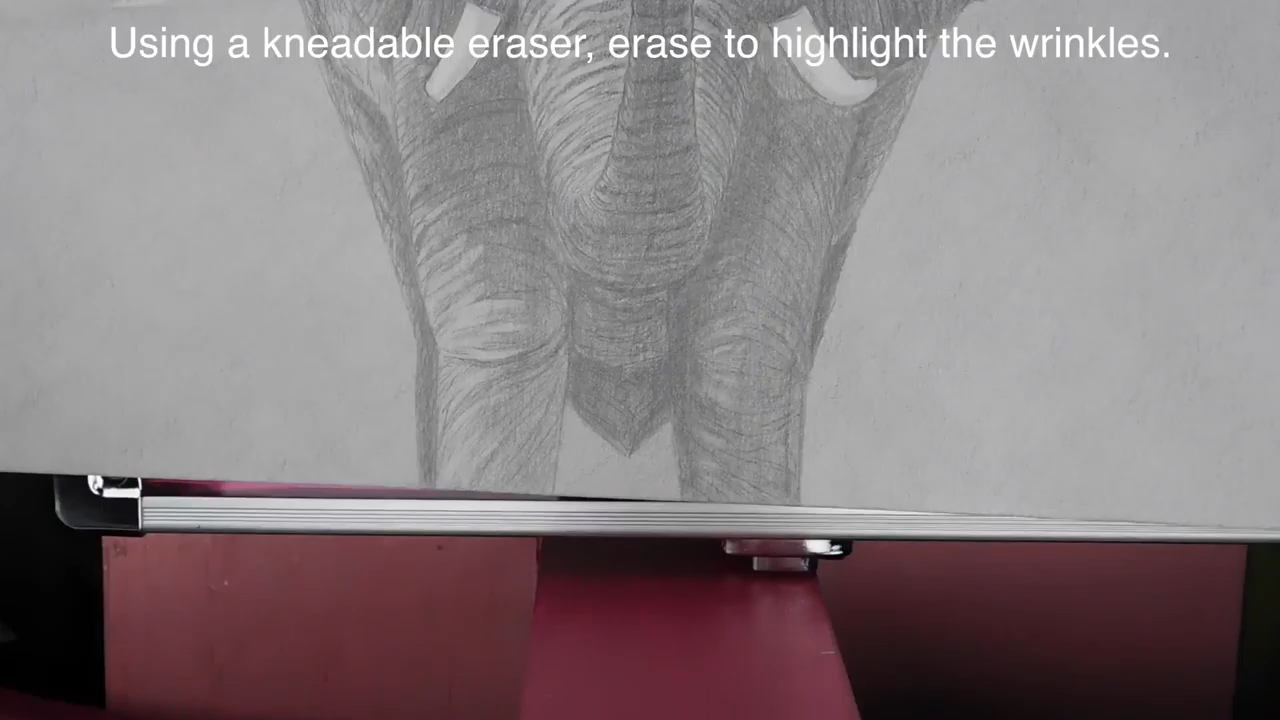 Using a kneadable eraser, erase to highlight the wrinkles.